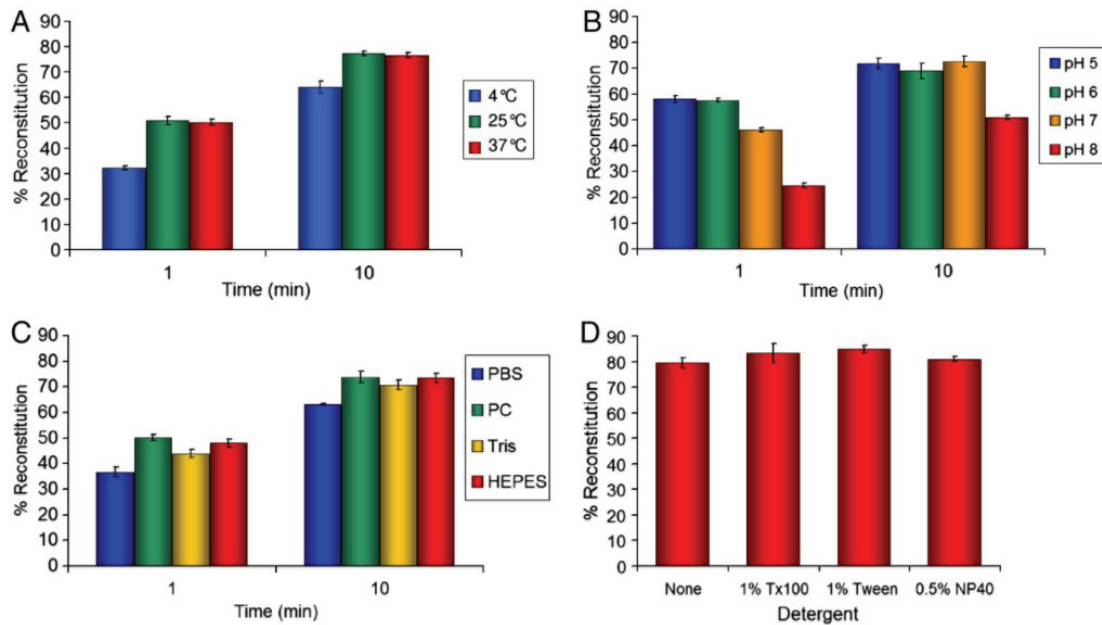 A
% Reconstitution
90
80
70
60
50
40
30
20
10
0
1
10
Time (min)
4°C
25°C
37°C
B
% Reconstitution
90
80
70
60
50
40
30
20
10
0
1
10
Time (min)
pH 5
pH 6
pH 7
pH 8
C
% Reconstitution
90
80
70
60
50
40
30
20
10
0
1
10
Time (min)
PBS
PC
Tris
HEPES
D
% Reconstitution
90
80
70
60
50
40
30
20
10
0
None 1% Tx100 1% Tween 0.5% NP40
Detergent